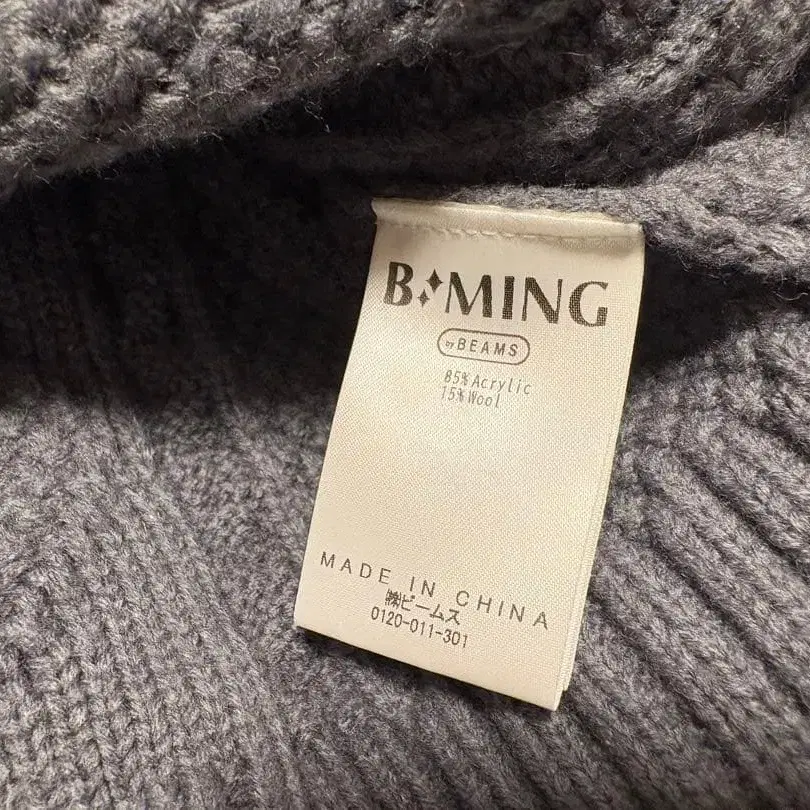 B MING
by BEAMS
85% Acrylic
15% Wool
MADE IN CHINA
㈱ビームス
0120-011-301